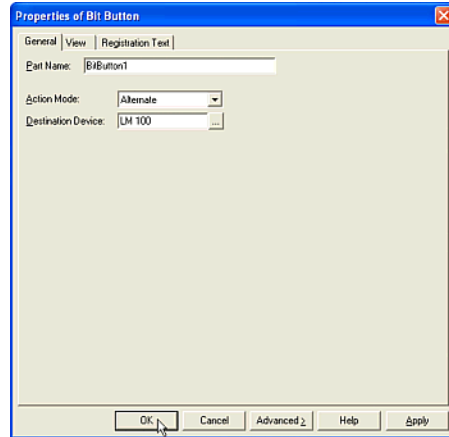 Properties of Bit Button
General View Registration Text
Part Name: BitButton1
Action Mode: Alternate
Destination Device: LM 100 ...
OK Cancel Advanced > Help Apply